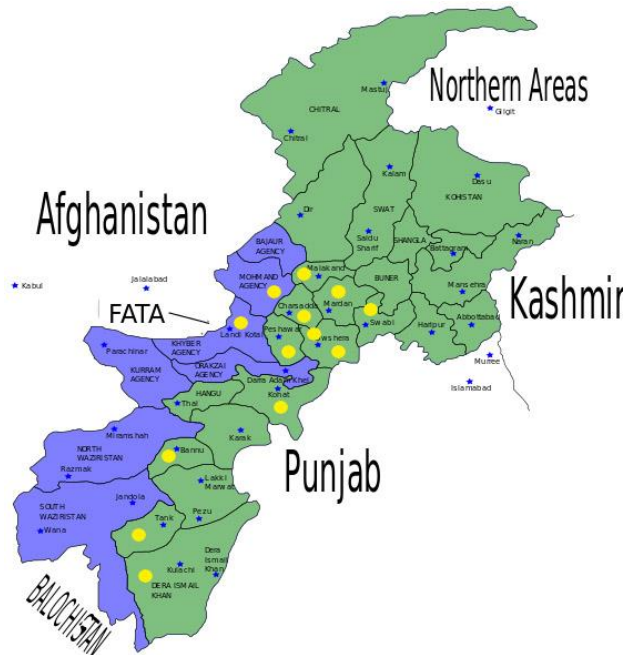 Northern Areas
Mastuj
Gilgit
CHITRAL
Chitral
Kalam
Dasu
KOHISTAN
Afghanistan
Dir
SWAT
Saidu
Sharif
SHANGLA
Naran
BAJAUR
AGENCY
Battagram
Malakand
BUNER
Kabul
Jalalabad
MOHMAND
AGENCY
Mansehra
Kashmir
FATA
Charsadda
Mardan
Swabi
Abbottabad
Haripur
Landi Kotal
Peshawar
Parachinar
KHYBER
AGENCY
Murree
Islamabad
KURRAM
AGENCY
ORAKZAI
AGENCY
Darra Adam Khel
HANGU
Kohat
Thal
Miramshah
Karak
NORTH
WAZIRISTAN
Bannu
Punjab
Razmak
Lakki
Marwat
SOUTH
WAZIRISTAN
Jandola
Tank
Pezu
Wana
Kulachi
Dera
Ismail
Khan
DERA ISMAIL
KHAN
BALOCHISTAN